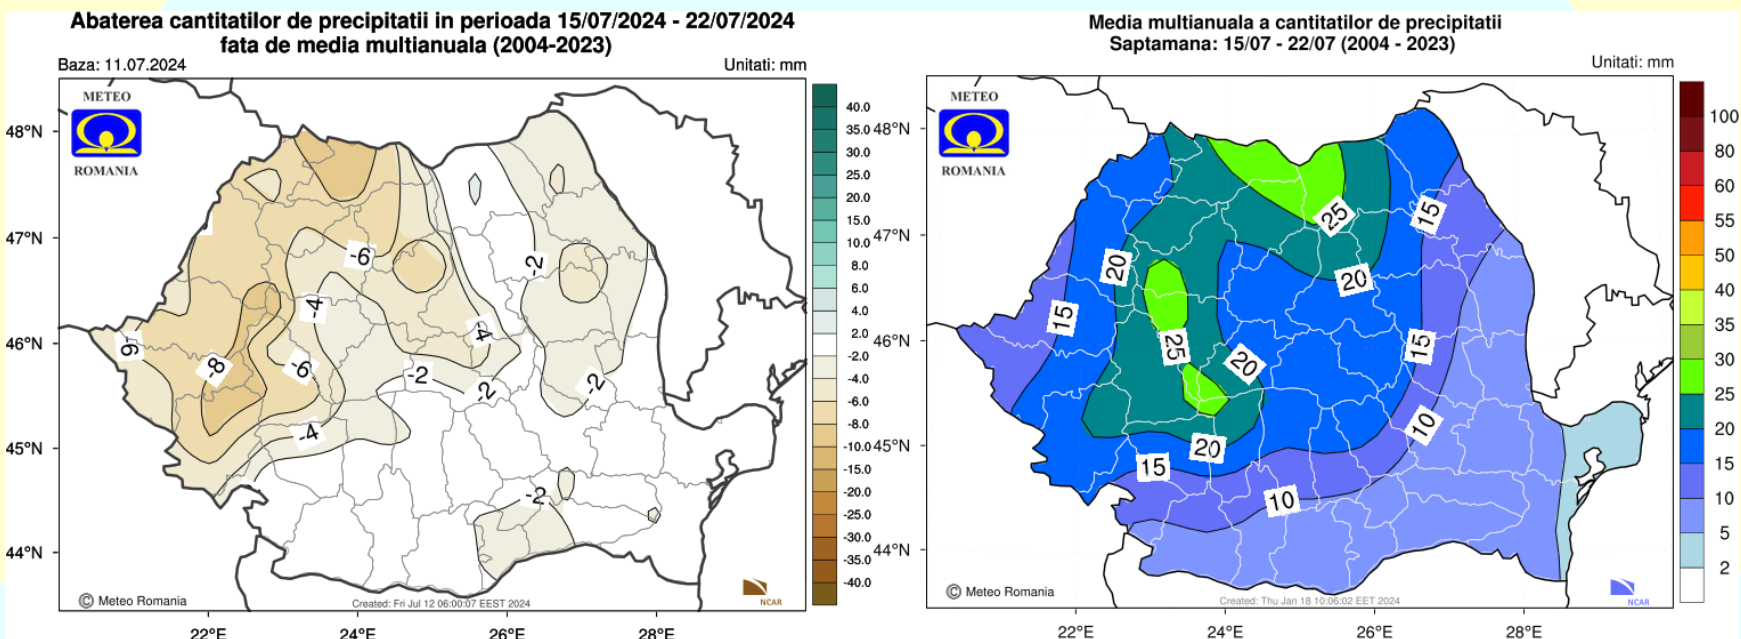 Abaterea cantitatilor de precipitatii in perioada 15/07/2024 - 22/07/2024
fata de media multianuala (2004-2023)
Baza: 11.07.2024
Unitati: mm
METEO
ROMANIA
48°N
47°N
46°N
45°N
44°N
22°E
24°E
26°E
28°E
-6
-4
-2
-4
6-
-8
-6
-2
-2
-2
-4
-2
40.0
35.0
30.0
25.0
20.0
15.0
10.0
8.0
6.0
4.0
2.0
-2.0
-4.0
-6.0
-8.0
-10.0
-15.0
-20.0
-25.0
-30.0
-35.0
-40.0
© Meteo Romania
Created: Fri Jul 12 06:00:07 EEST 2024
NCAR
Media multianuala a cantitatilor de precipitatii
Saptamana: 15/07 - 22/07 (2004 - 2023)
Unitati: mm
METEO
ROMANIA
48°N
47°N
46°N
45°N
44°N
22°E
24°E
26°E
28°E
25
15
20
20
15
25
20
15
10
20
15
10
100
80
60
55
50
40
35
30
25
20
15
10
5
2
© Meteo Romania
Created: Thu Jan 18 10:06:02 EET 2024
NCAR